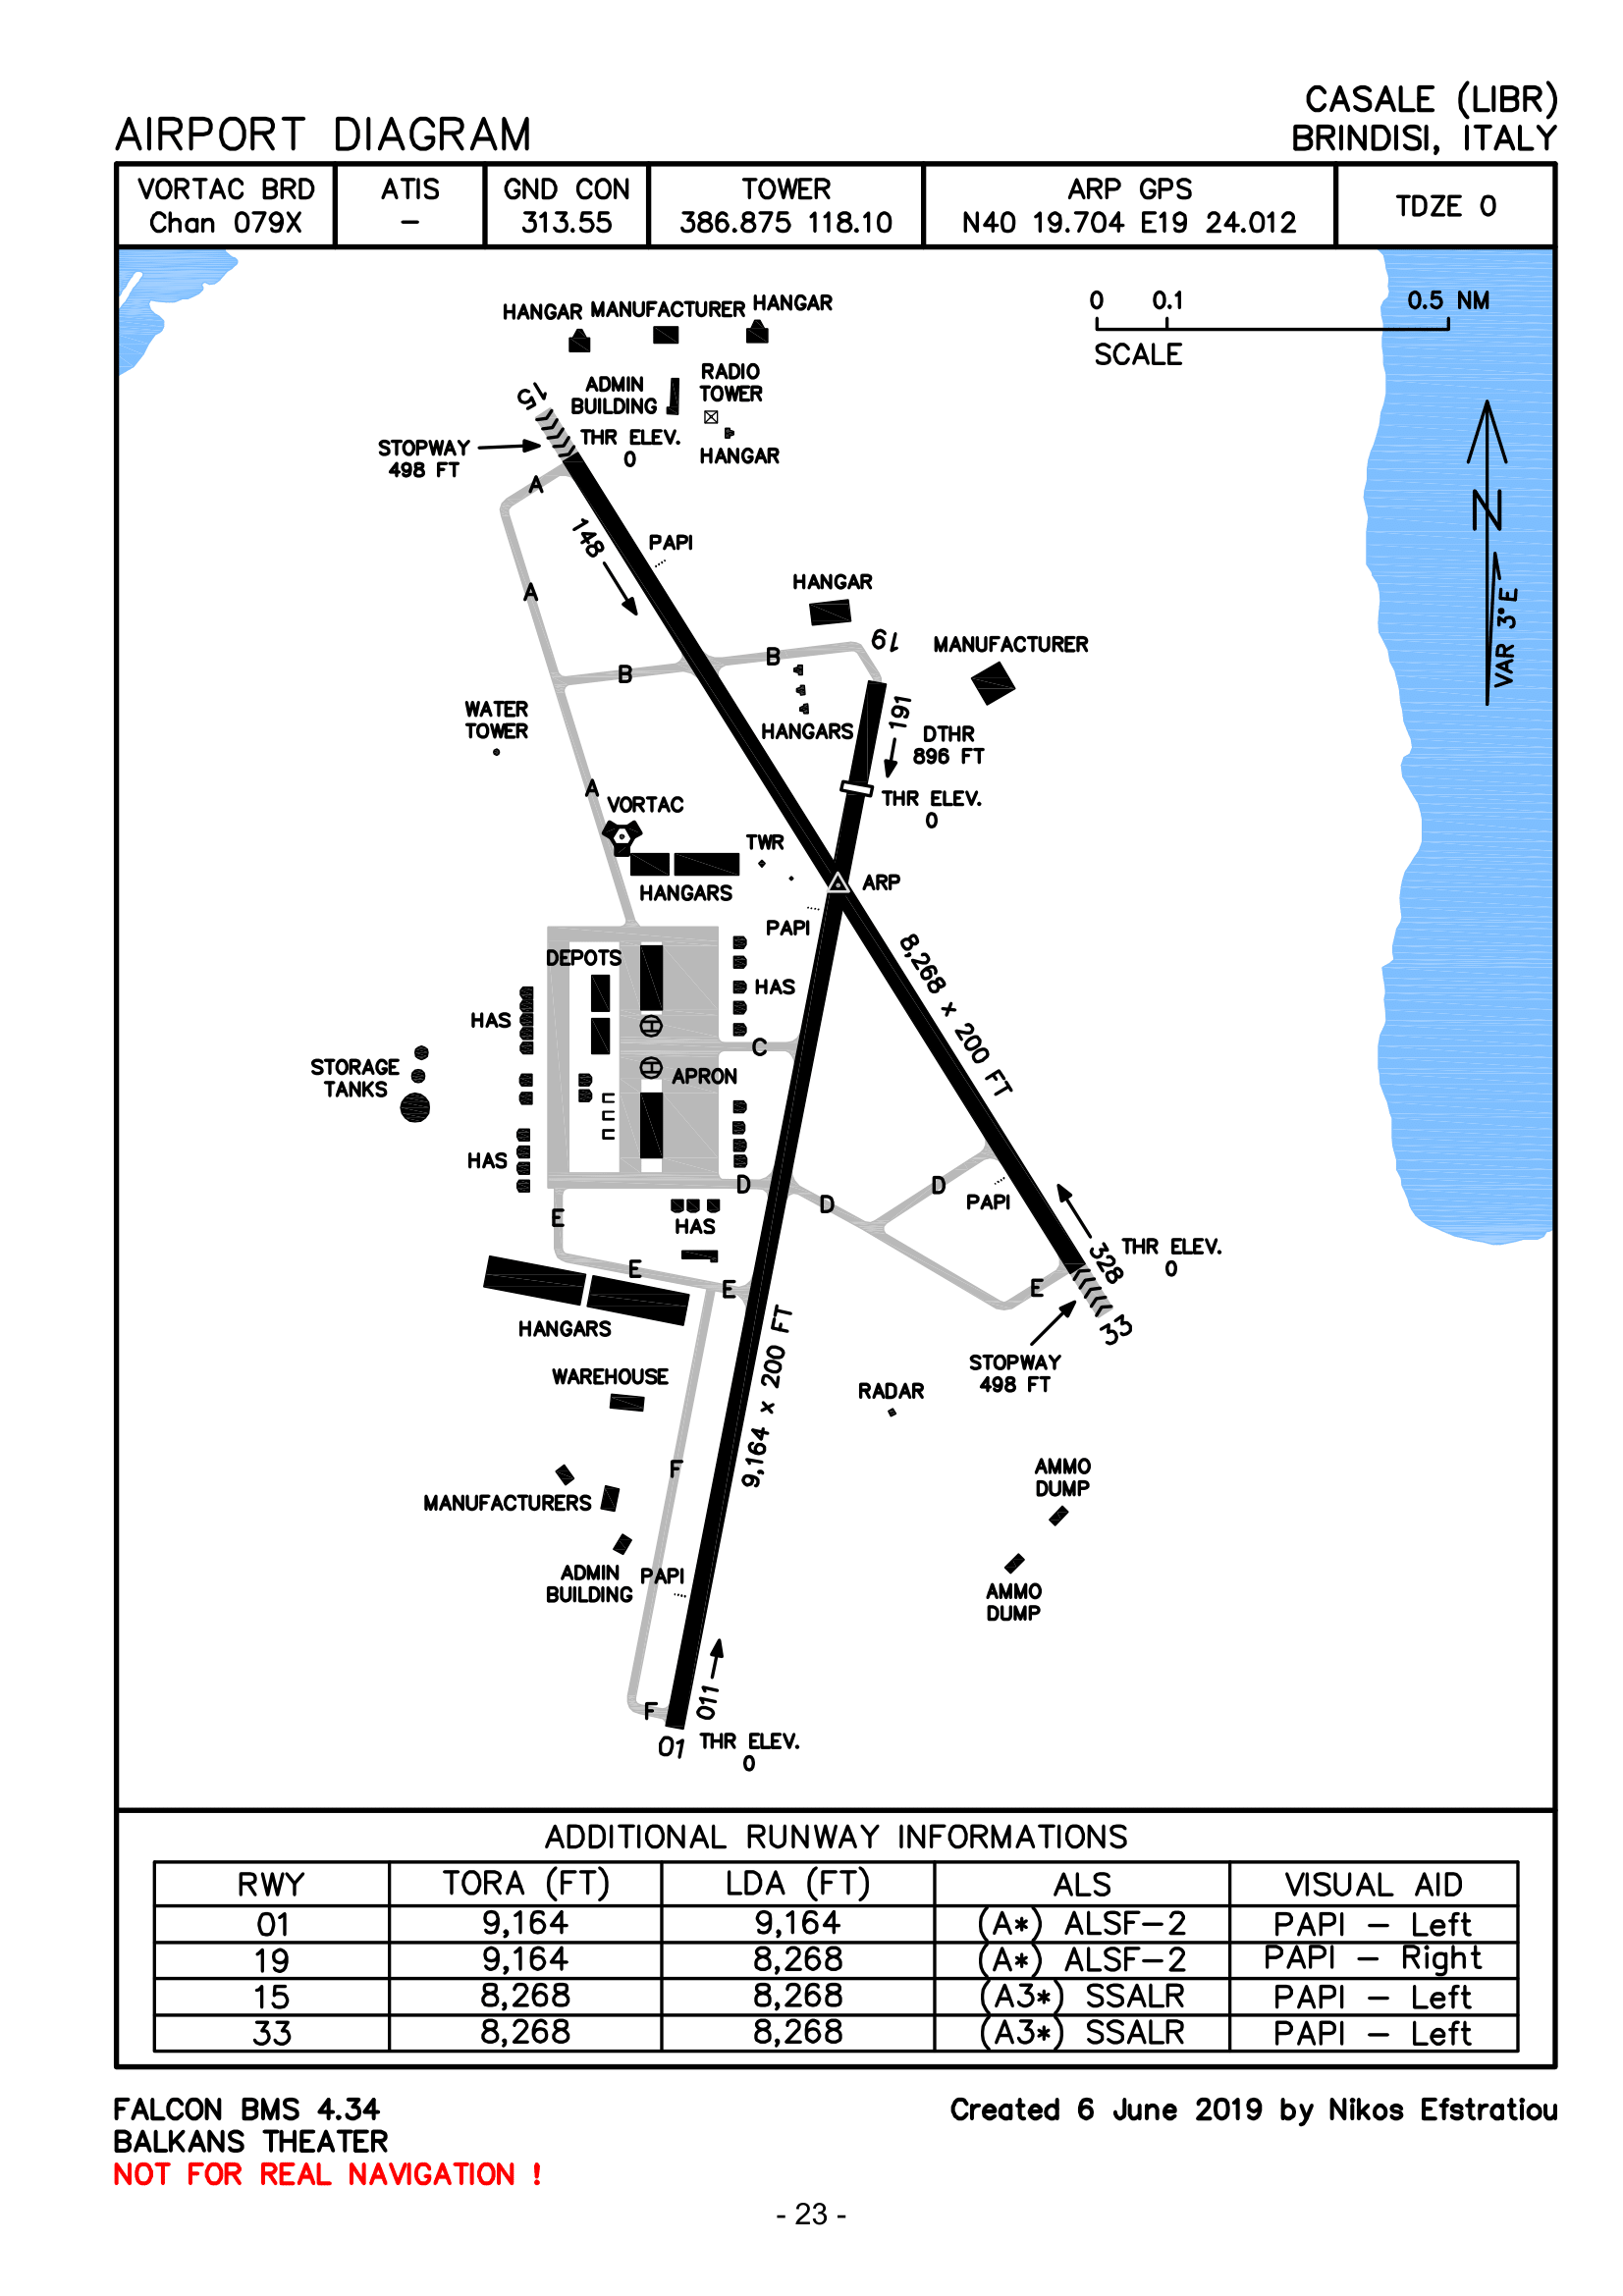 CASALE (LIBR)
AIRPORT DIAGRAM
BRINDISI, ITALY
VORTAC BRD
Chan 079X
ATIS
-
GND CON
313.55
TOWER
386.875 118.10
ARP GPS
N40 19.704 E19 24.012
TDZE 0
0 0.1 0.5 NM
SCALE
N
VAR 3°E
HANGAR
MANUFACTURER
HANGAR
ADMIN
BUILDING
RADIO
TOWER
HANGAR
15
THR ELEV.
0
STOPWAY
498 FT
A
148
PAPI
A
HANGAR
19
MANUFACTURER
B
B
HANGARS
191
DTHR
896 FT
WATER
TOWER
THR ELEV.
0
A
VORTAC
TWR
HANGARS
ARP
PAPI
8,268 x 200 FT
DEPOTS
HAS
HAS
H
H
C
APRON
STORAGE
TANKS
HAS
D
D
D
PAPI
E
HAS
328
THR ELEV.
0
E
E
E
33
HANGARS
STOPWAY
498 FT
9,164 x 200 FT
WAREHOUSE
RADAR
F
AMMO
DUMP
MANUFACTURERS
ADMIN
BUILDING
PAPI
AMMO
DUMP
011
F
01
THR ELEV.
0
ADDITIONAL RUNWAY INFORMATIONS
RWY TORA (FT) LDA (FT) ALS VISUAL AID
01 9,164 9,164 (A*) ALSF-2 PAPI - Left
19 9,164 8,268 (A*) ALSF-2 PAPI - Right
15 8,268 8,268 (A3*) SSALR PAPI - Left
33 8,268 8,268 (A3*) SSALR PAPI - Left
FALCON BMS 4.34
Created 6 June 2019 by Nikos Efstratiou
BALKANS THEATER
NOT FOR REAL NAVIGATION !
- 23 -